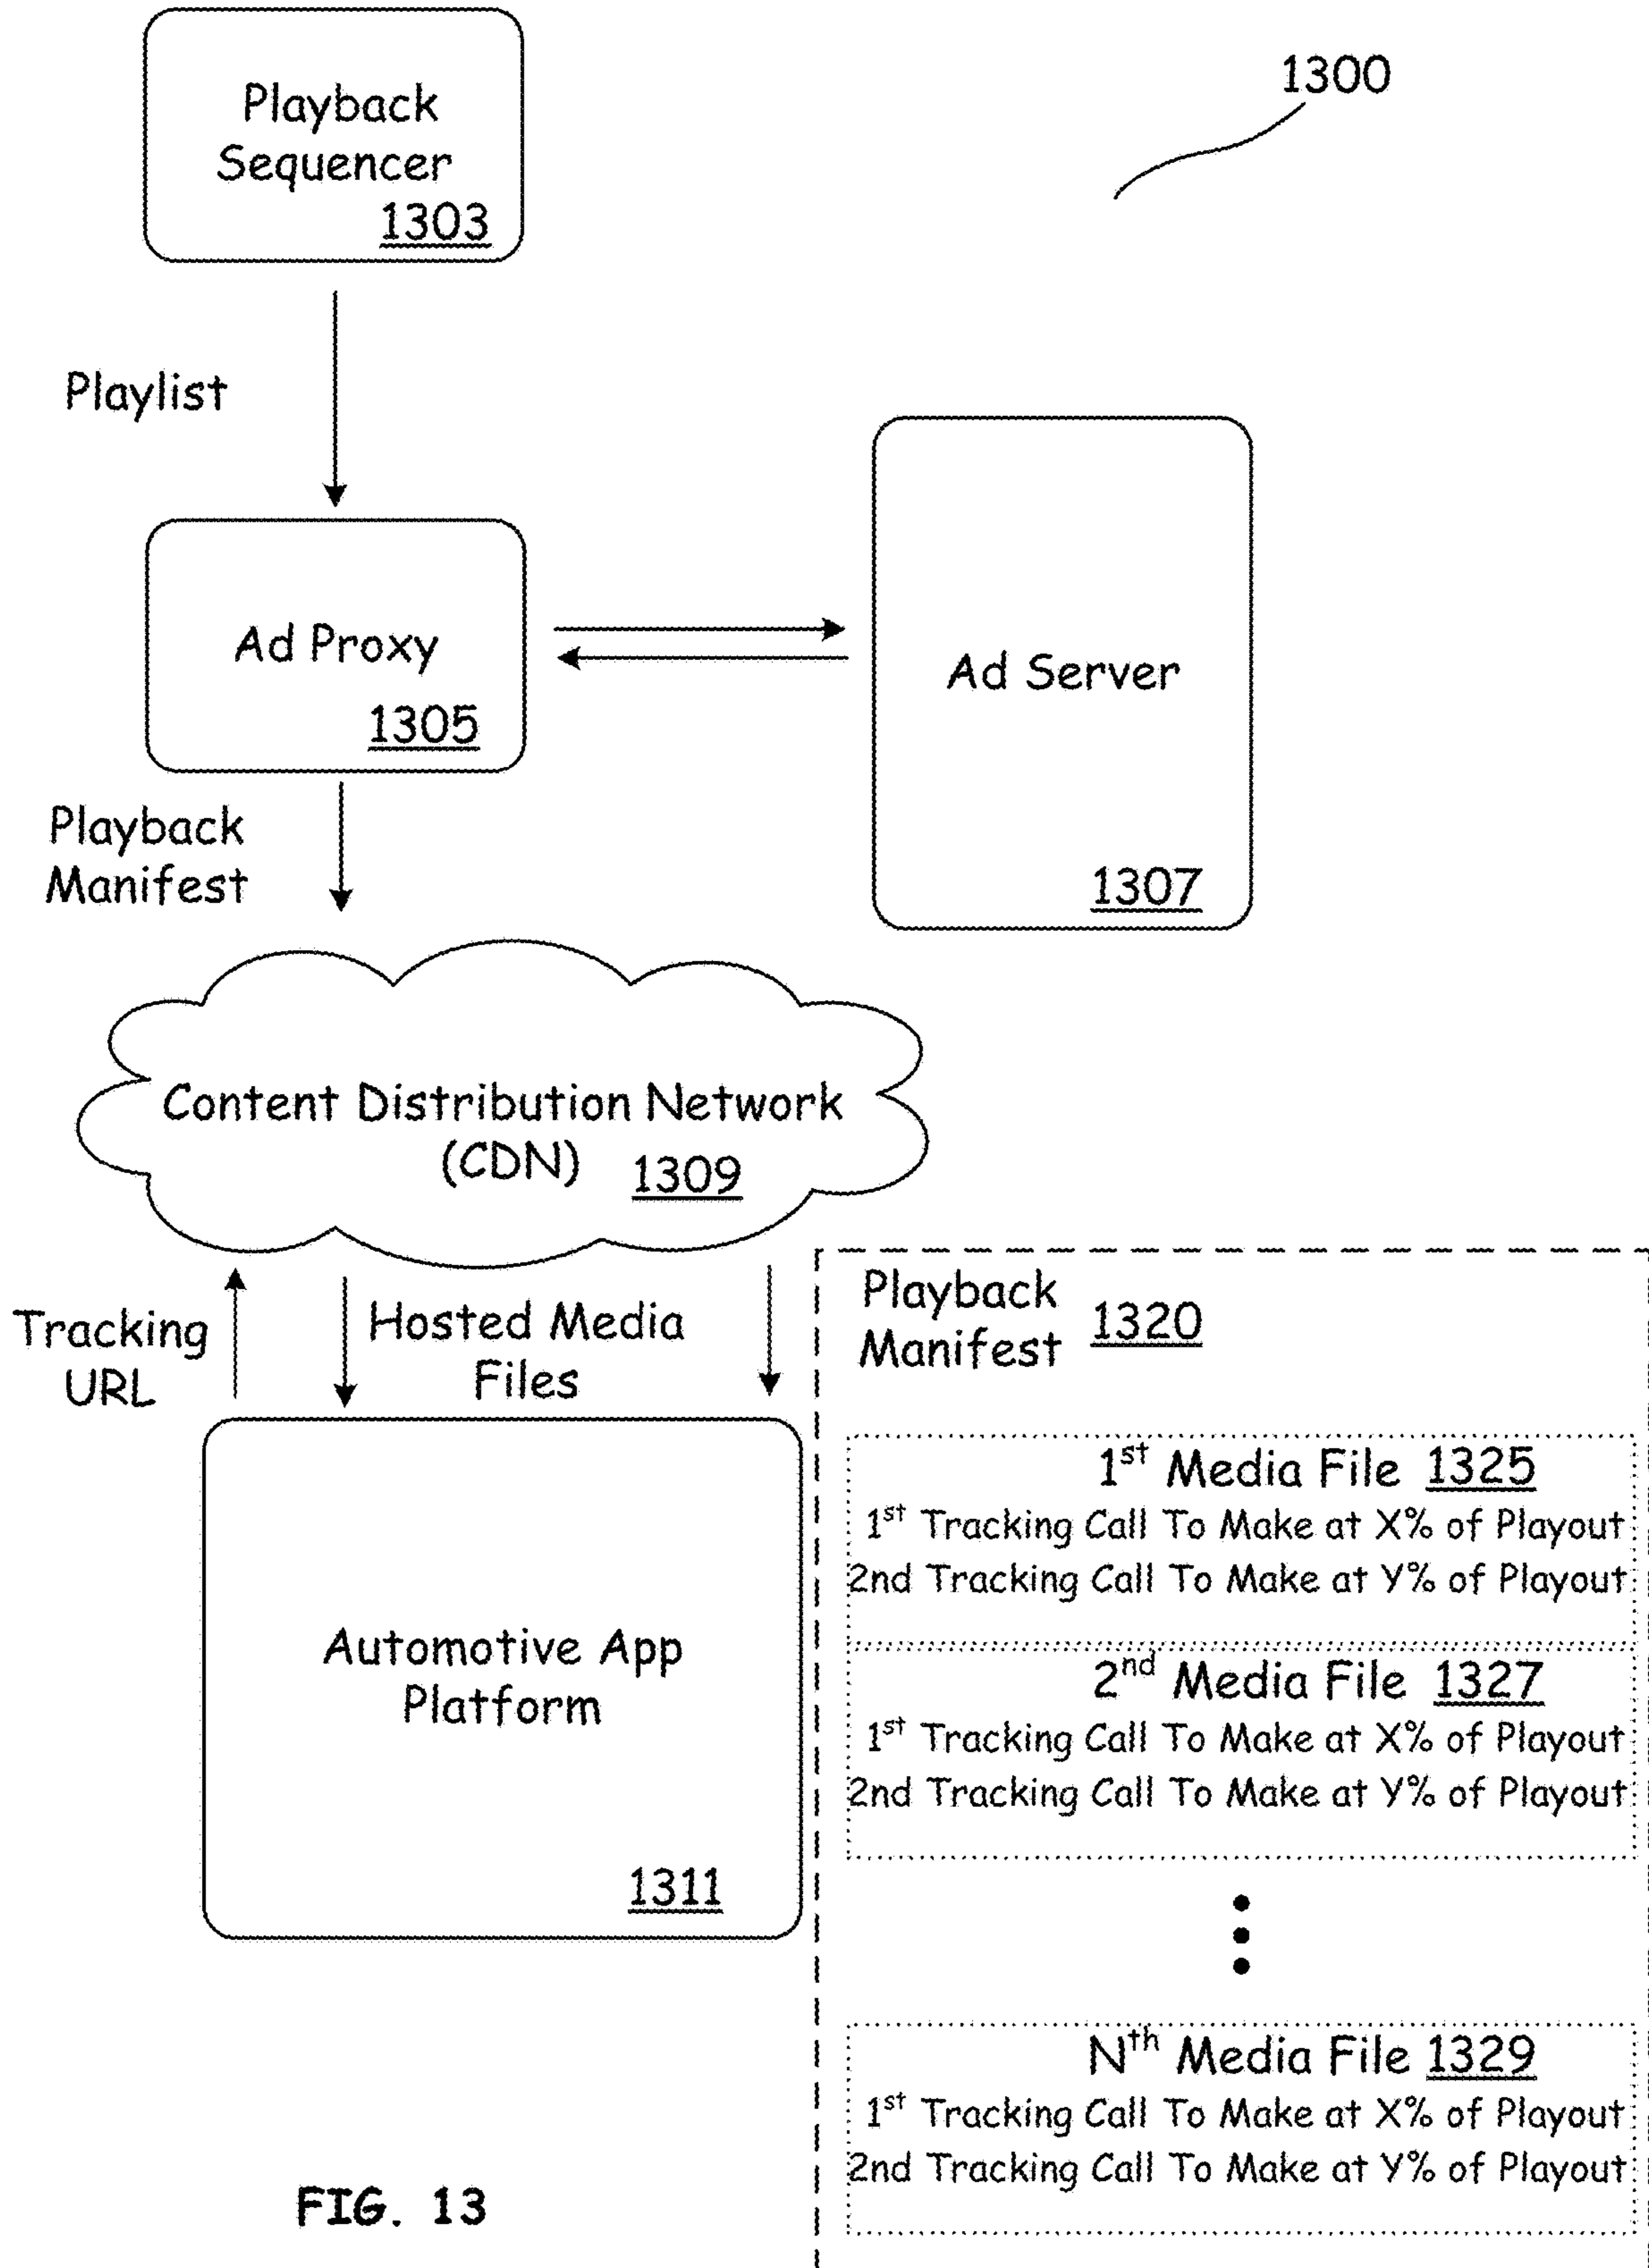 1300
Playback
Sequencer
1303
Playlist
Ad Proxy
1305
Ad Server
1307
Playback
Manifest
Content Distribution Network
(CDN) 1309
Tracking
URL
Hosted Media
Files
Automotive App
Platform
1311
Playback
Manifest 1320
1st Media File 1325
1st Tracking Call To Make at X% of Playout
2nd Tracking Call To Make at Y% of Playout
2nd Media File 1327
1st Tracking Call To Make at X% of Playout
2nd Tracking Call To Make at Y% of Playout
Nth Media File 1329
1st Tracking Call To Make at X% of Playout
2nd Tracking Call To Make at Y% of Playout
FIG. 13